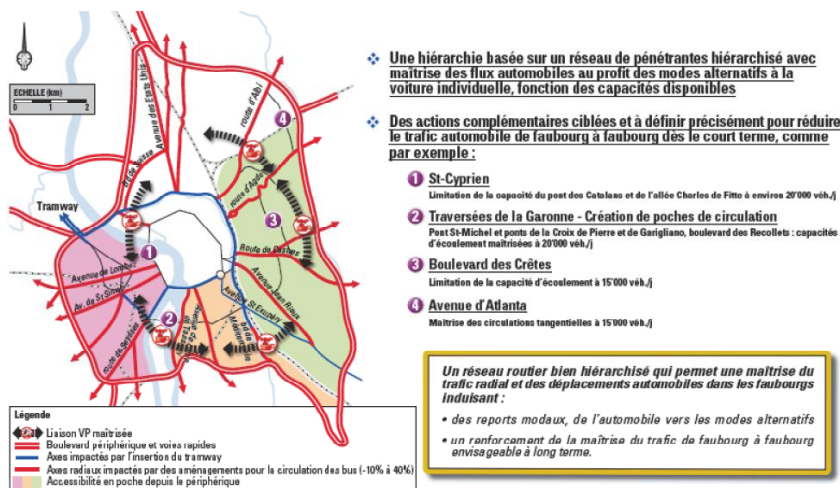 ECHELLE (km)
0 1 2
Avenue des Etats Unis
route d'Albi
4
Bd de Suisse
route d'Agde
Tramway
3
1
Route de Castres
Avenue de Lombez
Av. de St Simon
Avenue Jean Rieux
Avenue St Exupéry
2
route de Seysses
Légende
Liaison VP maîtrisée
Boulevard périphérique et voies rapides
Axes impactés par l'insertion du tramway
Axes radiaux impactés par des aménagements pour la circulation des bus (-10% à 40%)
Accessibilité en poche depuis le périphérique
Une hiérarchie basée sur un réseau de pénétrantes hiérarchisé avec
maîtrise des flux automobiles au profit des modes alternatifs à la
voiture individuelle, fonction des capacités disponibles
Des actions complémentaires ciblées et à définir précisément pour réduire
le trafic automobile de faubourg à faubourg dès le court terme, comme
par exemple :
1 St-Cyprien
Limitation de la capacité du pont des Catalans et de l'allée Charles de Fitte à environ 20'000 véh./j
2 Traversées de la Garonne - Création de poches de circulation
Pont St-Michel et ponts de la Croix de Pierre et de Garigliano, boulevard des Recollets : capacités
d'écoulement maîtrisées à 20'000 véh./j
3 Boulevard des Crêtes
Limitation de la capacité d'écoulement à 15'000 véh./j
4 Avenue d'Atlanta
Maîtrise des circulations tangentielles à 15'000 véh./j
Un réseau routier bien hiérarchisé qui permet une maîtrise du
trafic radial et des déplacements automobiles dans les faubourgs
induisant :
• des reports modaux, de l'automobile vers les modes alternatifs
• un renforcement de la maîtrise du trafic de faubourg à faubourg
envisageable à long terme.